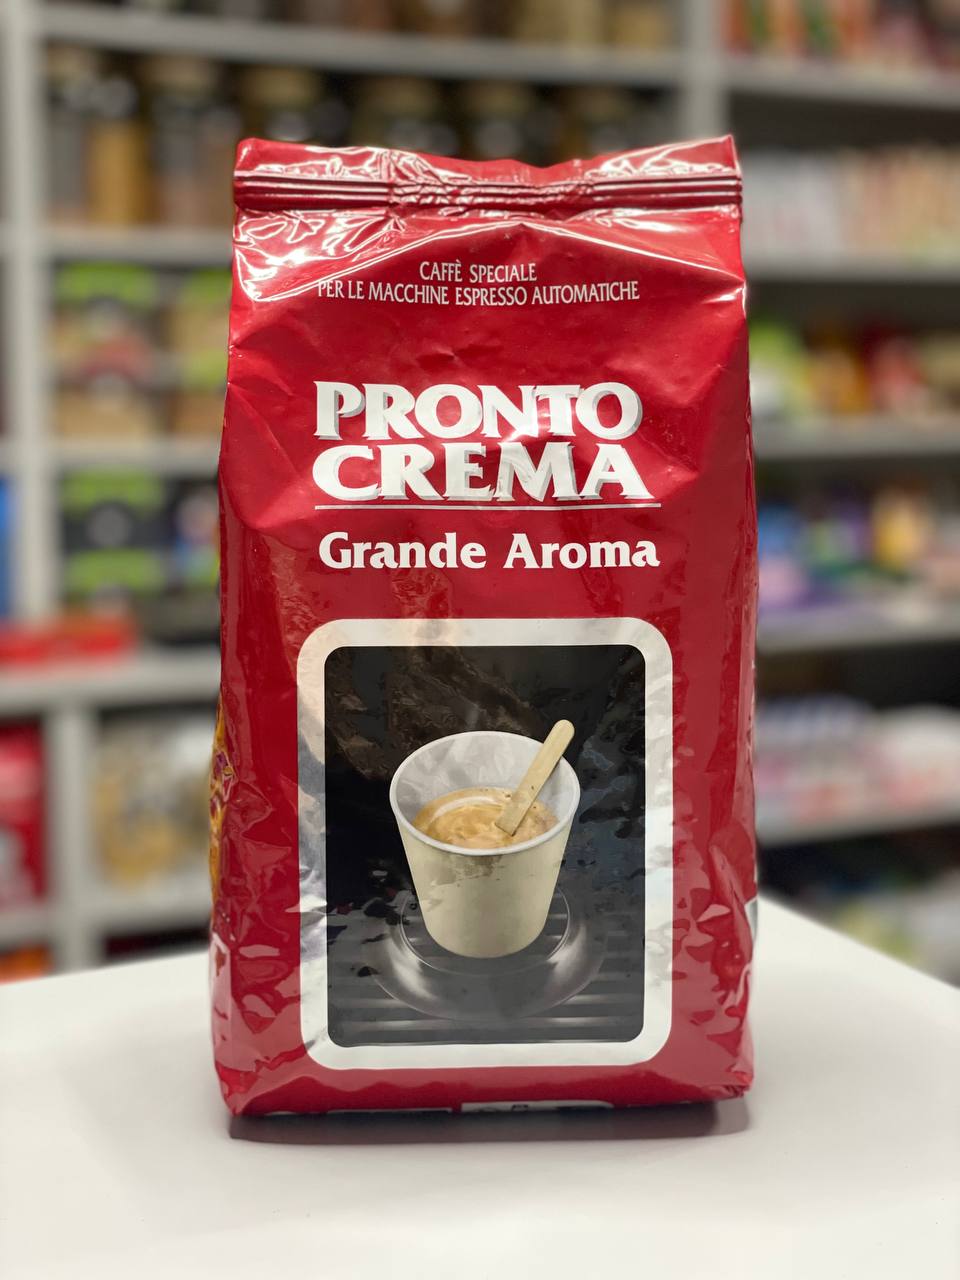 CAFFÈ SPECIALE
PER LE MACCHINE ESPRESSO AUTOMATICHE
PRONTO
CREMA
Grande Aroma